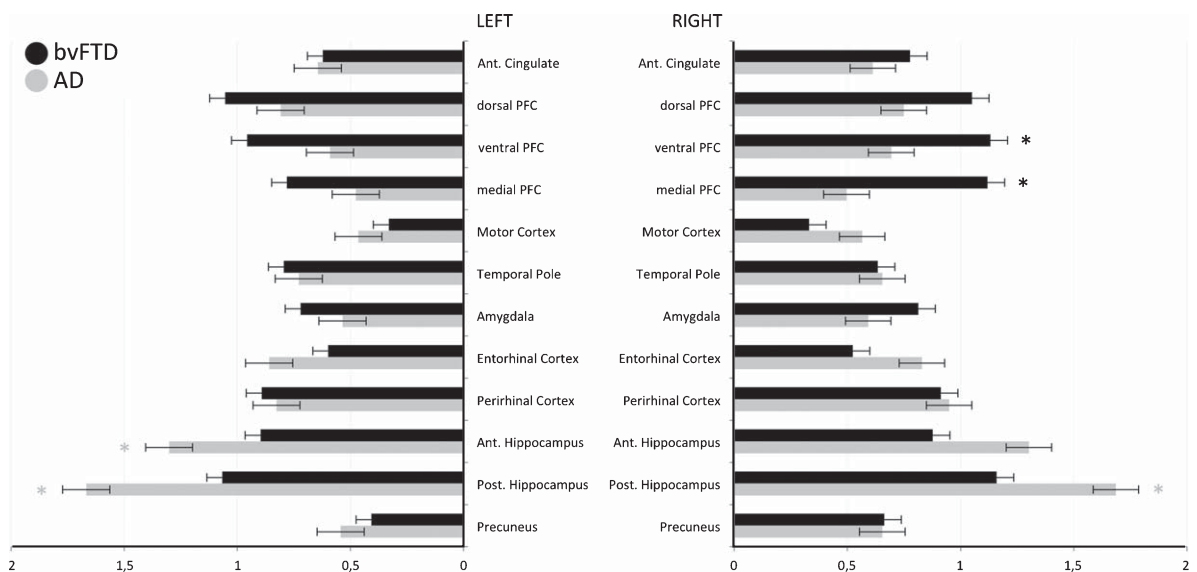 LEFT RIGHT
bvFTD
AD
Ant. Cingulate Ant. Cingulate
dorsal PFC dorsal PFC
ventral PFC ventral PFC *
medial PFC medial PFC *
Motor Cortex Motor Cortex
Temporal Pole Temporal Pole
Amygdala Amygdala
Entorhinal Cortex Entorhinal Cortex
Perirhinal Cortex Perirhinal Cortex
* Ant. Hippocampus Ant. Hippocampus
* Post. Hippocampus Post. Hippocampus *
Precuneus Precuneus
2 1,5 1 0,5 0 0 0,5 1 1,5 2